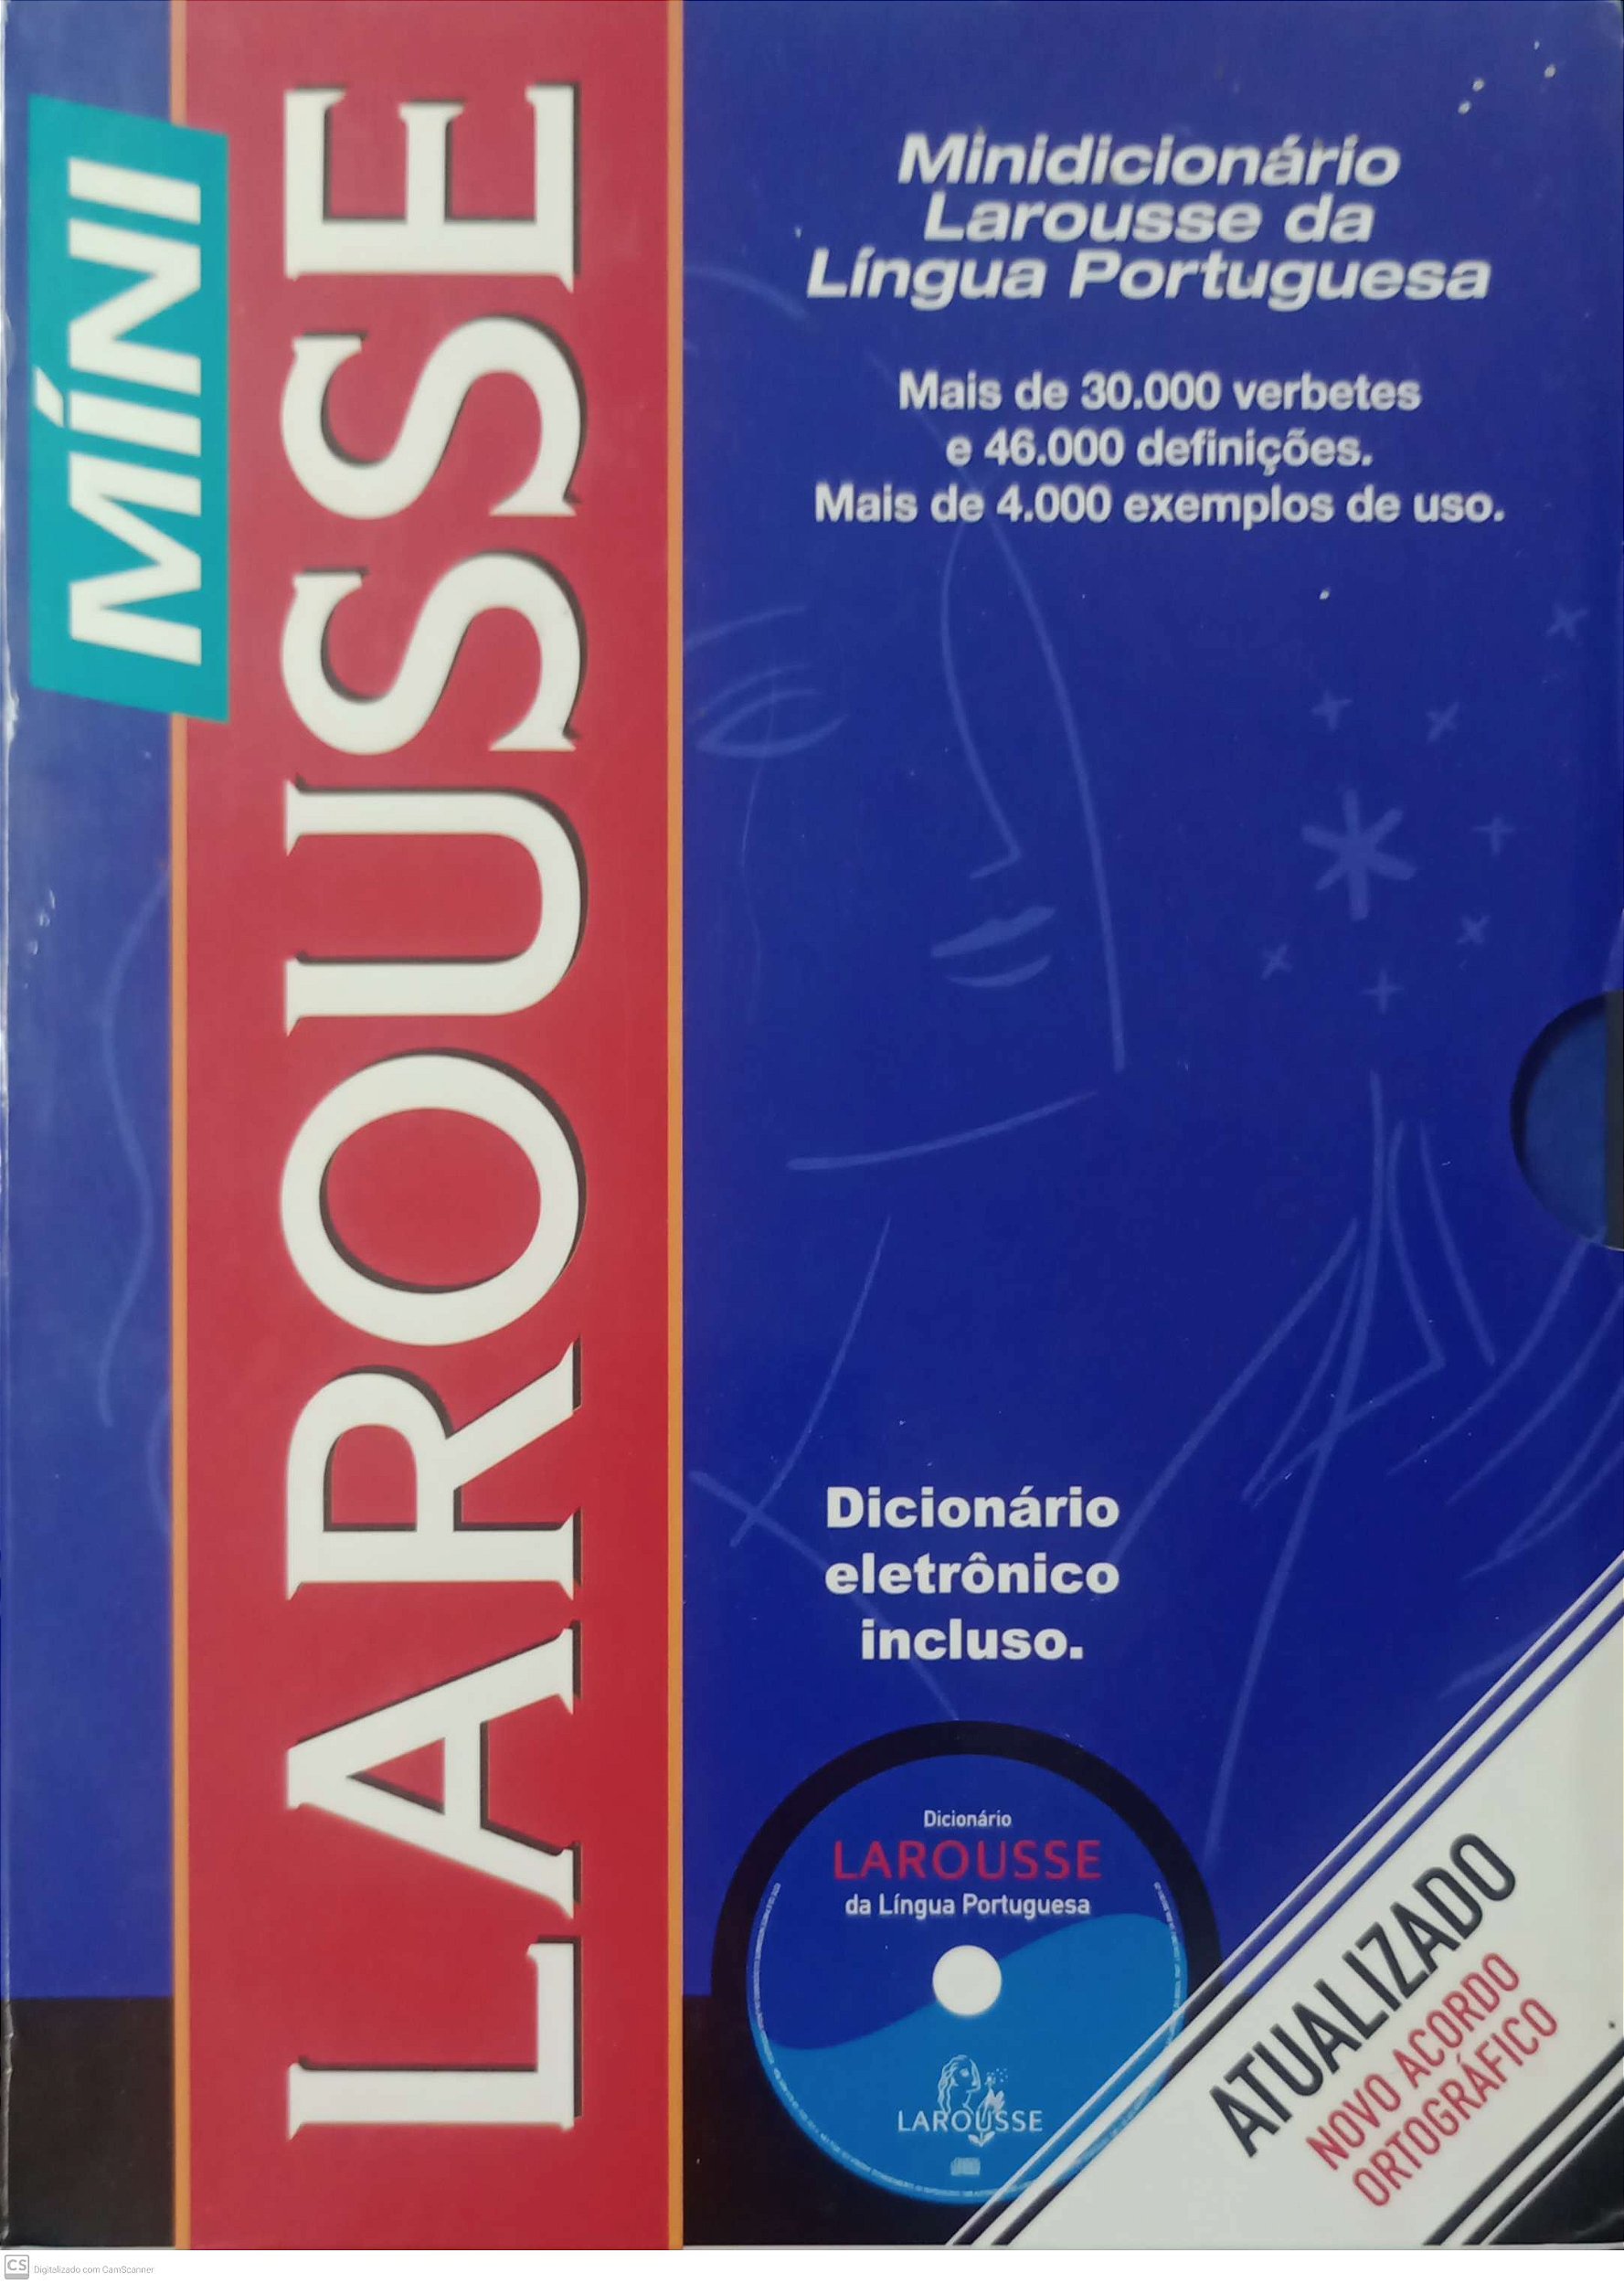 MÍNI
LAROUSSE
Minidicionário
Larousse da
Língua Portuguesa
Mais de 30.000 verbetes
e 46.000 definições.
Mais de 4.000 exemplos de uso.
Dicionário
eletrônico
incluso.
Dicionário
LAROUSSE
da Língua Portuguesa
LAROUSSE
ATUALIZADO
NOVO ACORDO
ORTOGRÁFICO
CS Digitalizado com CamScanner